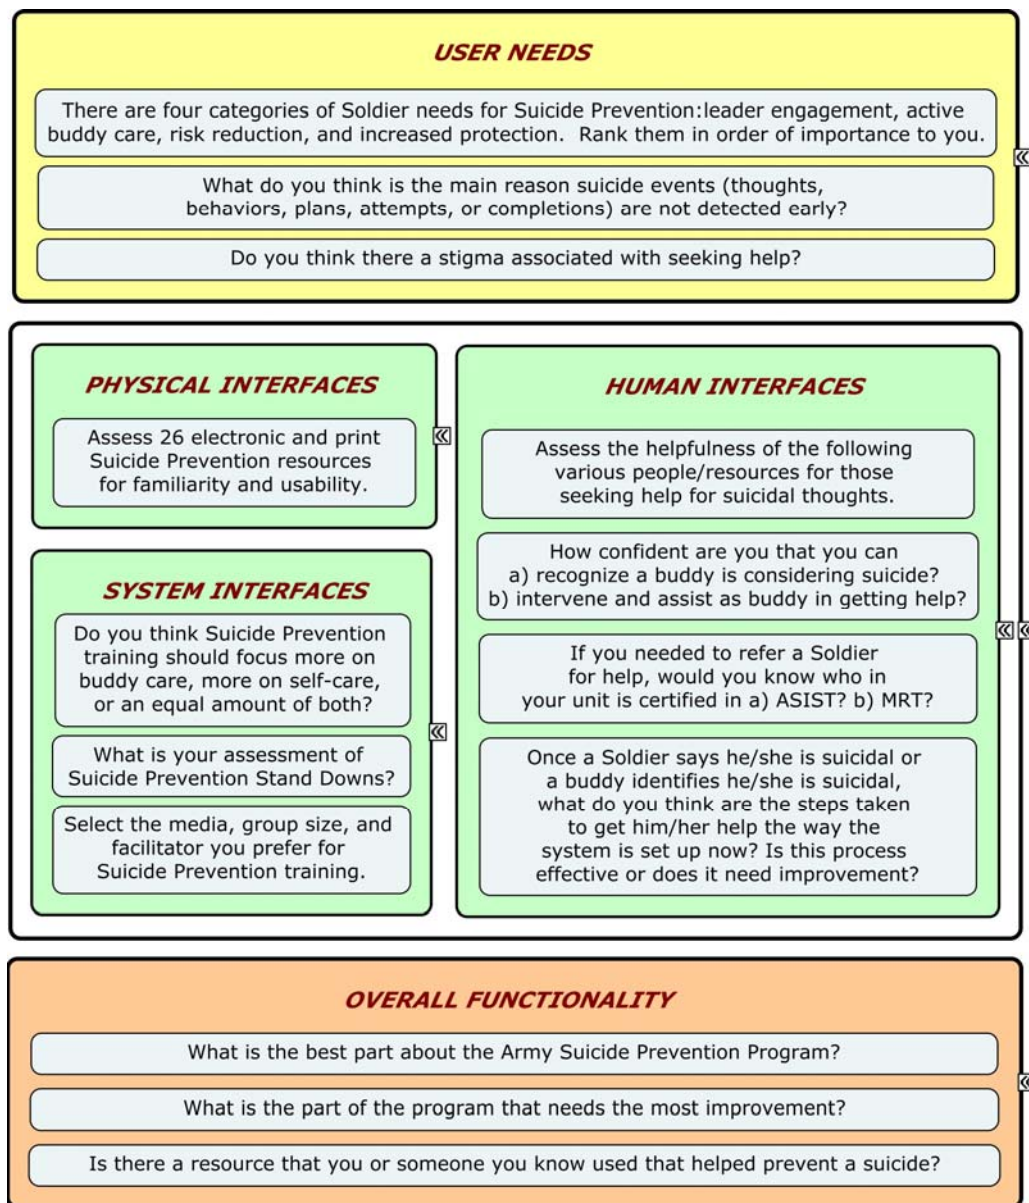 USER NEEDS
There are four categories of Soldier needs for Suicide Prevention:leader engagement, active
buddy care, risk reduction, and increased protection.  Rank them in order of importance to you.
What do you think is the main reason suicide events (thoughts,
behaviors, plans, attempts, or completions) are not detected early?
Do you think there a stigma associated with seeking help?
PHYSICAL INTERFACES
Assess 26 electronic and print
Suicide Prevention resources
for familiarity and usability.
SYSTEM INTERFACES
Do you think Suicide Prevention
training should focus more on
buddy care, more on self-care,
or an equal amount of both?
What is your assessment of
Suicide Prevention Stand Downs?
Select the media, group size, and
facilitator you prefer for
Suicide Prevention training.
HUMAN INTERFACES
Assess the helpfulness of the following
various people/resources for those
seeking help for suicidal thoughts.
How confident are you that you can
a) recognize a buddy is considering suicide?
b) intervene and assist as buddy in getting help?
If you needed to refer a Soldier
for help, would you know who in
your unit is certified in a) ASIST? b) MRT?
Once a Soldier says he/she is suicidal or
a buddy identifies he/she is suicidal,
what do you think are the steps taken
to get him/her help the way the
system is set up now? Is this process
effective or does it need improvement?
OVERALL FUNCTIONALITY
What is the best part about the Army Suicide Prevention Program?
What is the part of the program that needs the most improvement?
Is there a resource that you or someone you know used that helped prevent a suicide?